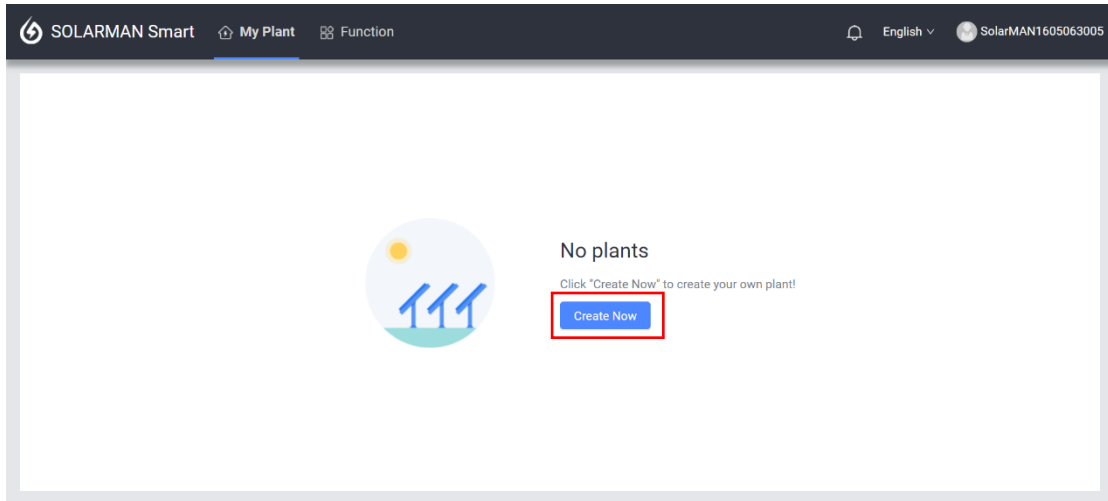 SOLARMAN Smart My Plant Function English SolarMAN1605063005
No plants
Click "Create Now" to create your own plant!
Create Now